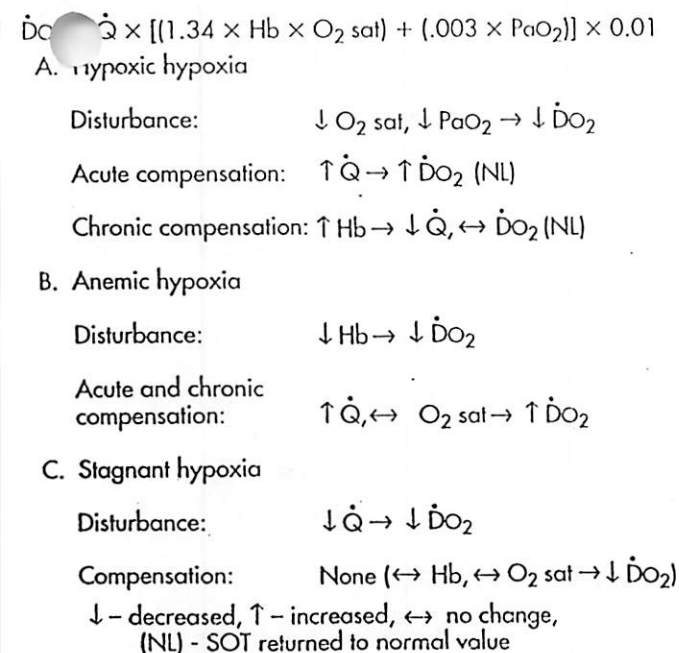 Q̇ × [(1.34 × Hb × O₂ sat) + (.003 × PaO₂)] × 0.01
A. hypoxia
Disturbance: ↓ O₂ sat, ↓ PaO₂ → ↓ ḊO₂
Acute compensation: ↑ Q̇ → ↑ ḊO₂ (NL)
Chronic compensation: ↑ Hb → ↓ Q̇, ↔ ḊO₂ (NL)
B. Anemic hypoxia
Disturbance: ↓ Hb → ↓ ḊO₂
Acute and chronic
compensation: ↑ Q̇, ↔ O₂ sat → ↑ ḊO₂
C. Stagnant hypoxia
Disturbance: ↓ Q̇ → ↓ ḊO₂
Compensation: None (↔ Hb, ↔ O₂ sat → ↓ ḊO₂)
↓ – decreased, ↑ – increased, ↔ no change,
(NL) - SOT returned to normal value